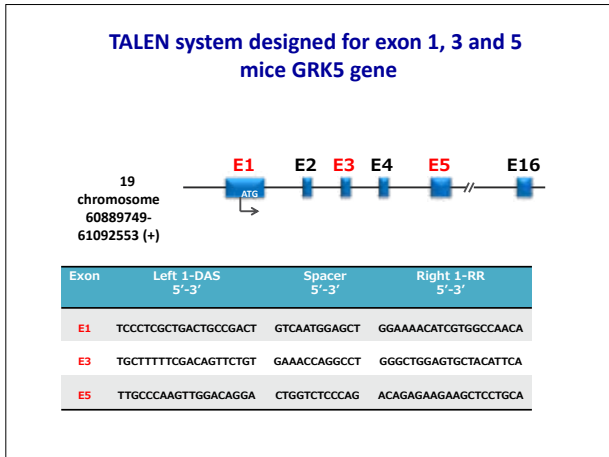 TALEN system designed for exon 1, 3 and 5
mice GRK5 gene
E1 E2 E3 E4 E5 E16
ATG
//
19
chromosome
60889749-
61092553 (+)
Exon Left 1-DAS Spacer Right 1-RR
5’-3’ 5’-3’ 5’-3’
E1 TCCCTCGCTGACTGCCGACT GTCAATGGAGCT GGAAAACATCGTGGCCAACA
E3 TGCTTTTTCGACAGTTCTGT GAAACCAGGCCT GGGCTGGAGTGCTACATTCA
E5 TTGCCCAAGTTGGACAGGA CTGGTCTCCCAG ACAGAGAAGAAGCTCCTGCA